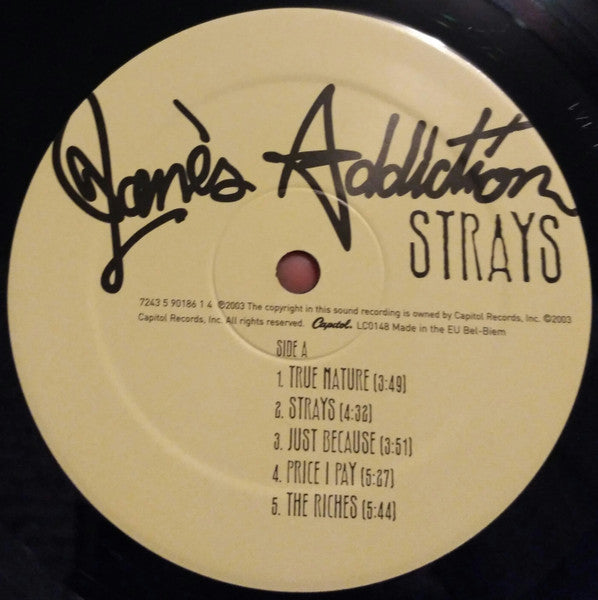 Jane's Addiction
STRAYS
7243 5 90186 1 4 ℗2003 The copyright in this sound recording is owned by Capitol Records, Inc. ©2003
Capitol Records, Inc. All rights reserved. Capitol. LC0148 Made in the EU Bel-Biem
SIDE A
1. TRUE NATURE (3:49)
2. STRAYS (4:32)
3. JUST BECAUSE (3:51)
4. PRICE I PAY (5:27)
5. THE RICHES (5:44)